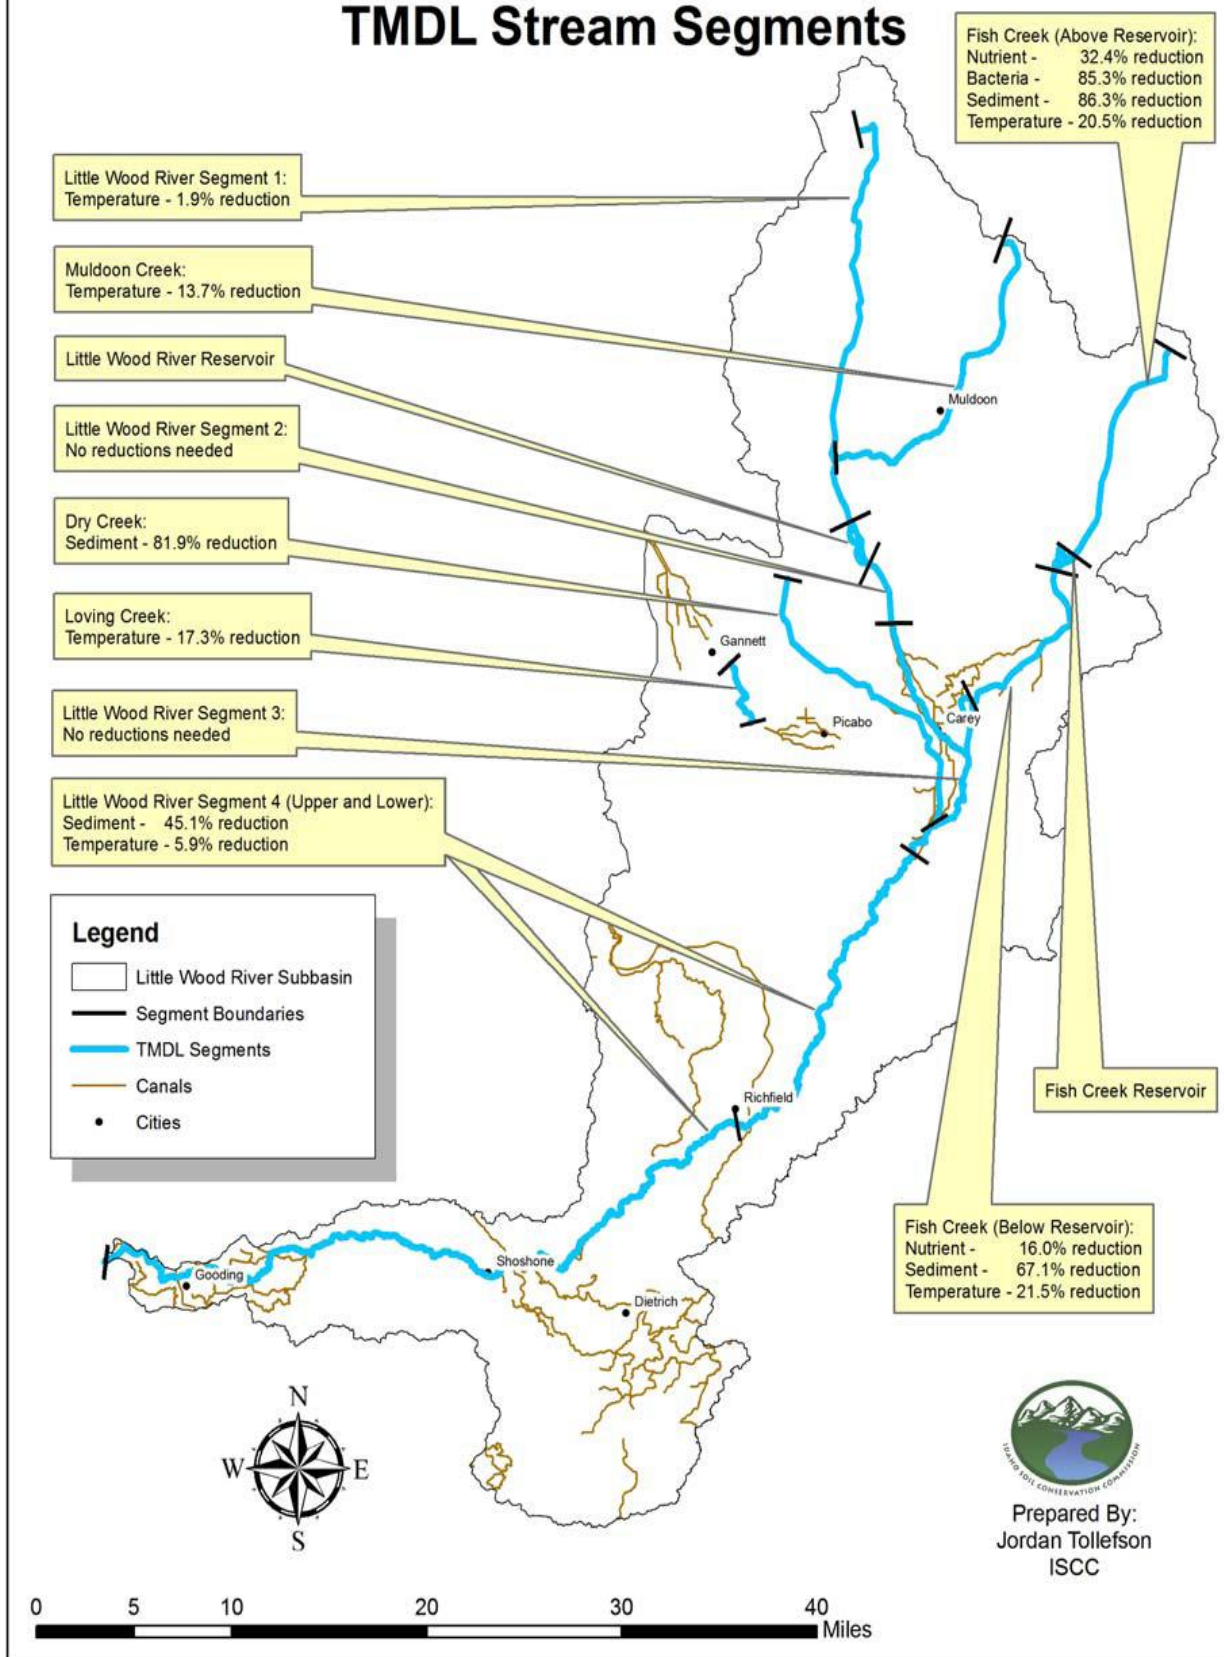 TMDL Stream Segments
Fish Creek (Above Reservoir):
Nutrient - 32.4% reduction
Bacteria - 85.3% reduction
Sediment - 86.3% reduction
Temperature - 20.5% reduction
Little Wood River Segment 1:
Temperature - 1.9% reduction
Muldoon Creek:
Temperature - 13.7% reduction
Little Wood River Reservoir
Muldoon
Little Wood River Segment 2:
No reductions needed
Dry Creek:
Sediment - 81.9% reduction
Loving Creek:
Temperature - 17.3% reduction
Gannett
Little Wood River Segment 3:
No reductions needed
Picabo
Carey
Little Wood River Segment 4 (Upper and Lower):
Sediment - 45.1% reduction
Temperature - 5.9% reduction
Legend
Little Wood River Subbasin
Segment Boundaries
TMDL Segments
Canals
Cities
Richfield
Fish Creek Reservoir
Fish Creek (Below Reservoir):
Nutrient - 16.0% reduction
Sediment - 67.1% reduction
Temperature - 21.5% reduction
Shoshone
Gooding
Dietrich
N
W E
S
IDAHO SOIL CONSERVATION COMMISSION
Prepared By:
Jordan Tollefson
ISCC
0 5 10 20 30 40
Miles